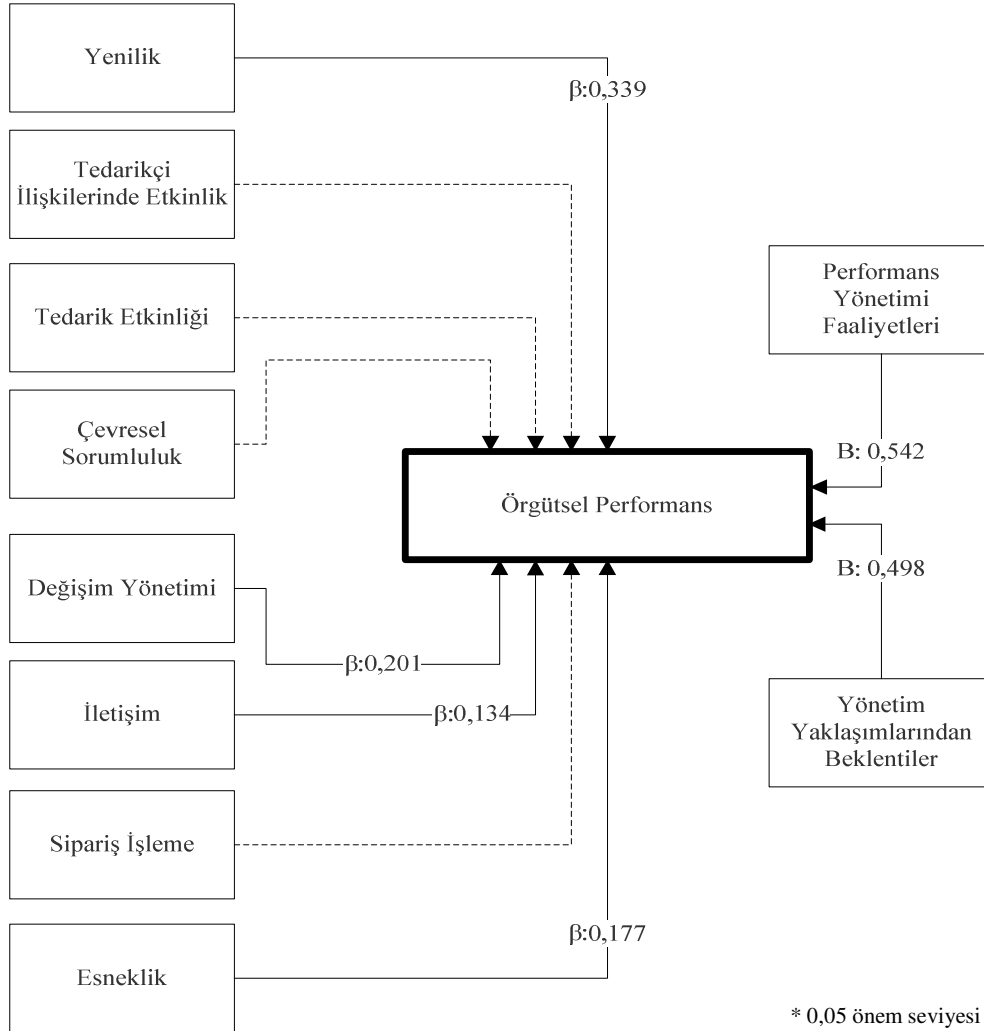 Yenilik
β:0,339
Tedarikçi
İlişkilerinde Etkinlik
Tedarik Etkinliği
Çevresel
Sorumluluk
Performans
Yönetimi
Faaliyetleri
B: 0,542
Örgütsel Performans
B: 0,498
Değişim Yönetimi
β:0,201
İletişim
β:0,134
Yönetim
Yaklaşımlarından
Beklentiler
Sipariş İşleme
Esneklik
β:0,177
* 0,05 önem seviyesi